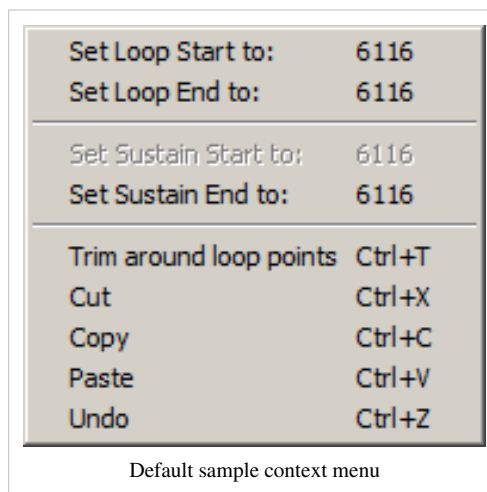 Set Loop Start to: 6116
Set Loop End to: 6116
Set Sustain Start to: 6116
Set Sustain End to: 6116
Trim around loop points Ctrl+T
Cut Ctrl+X
Copy Ctrl+C
Paste Ctrl+V
Undo Ctrl+Z
Default sample context menu